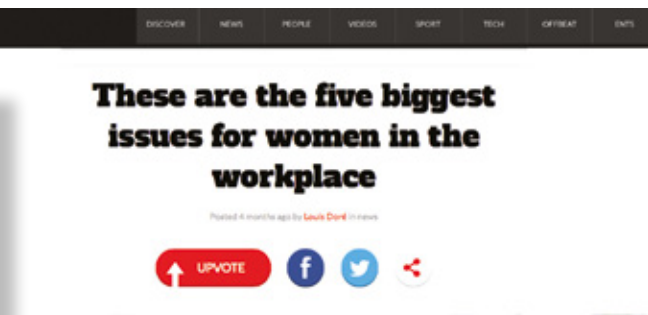 DISCOVER NEWS PEOPLE VIDEOS SPORT TECH OFFBEAT ENTS
These are the five biggest
issues for women in the
workplace
Posted 4 months ago by Louis Doré in news
UPVOTE f